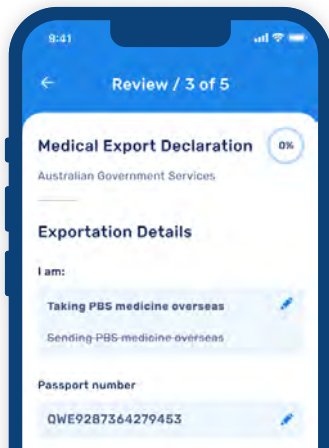 9:41
Review / 3 of 5
Medical Export Declaration 0%
Australian Government Services
Exportation Details
I am:
Taking PBS medicine overseas
Sending PBS medicine overseas
Passport number
QWE9287364279453